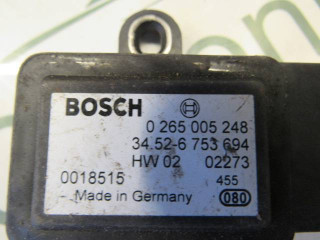 BOSCH
0 265 005 248
34.52-6 753 694
HW 02 02273
0018515 455
Made in Germany 080